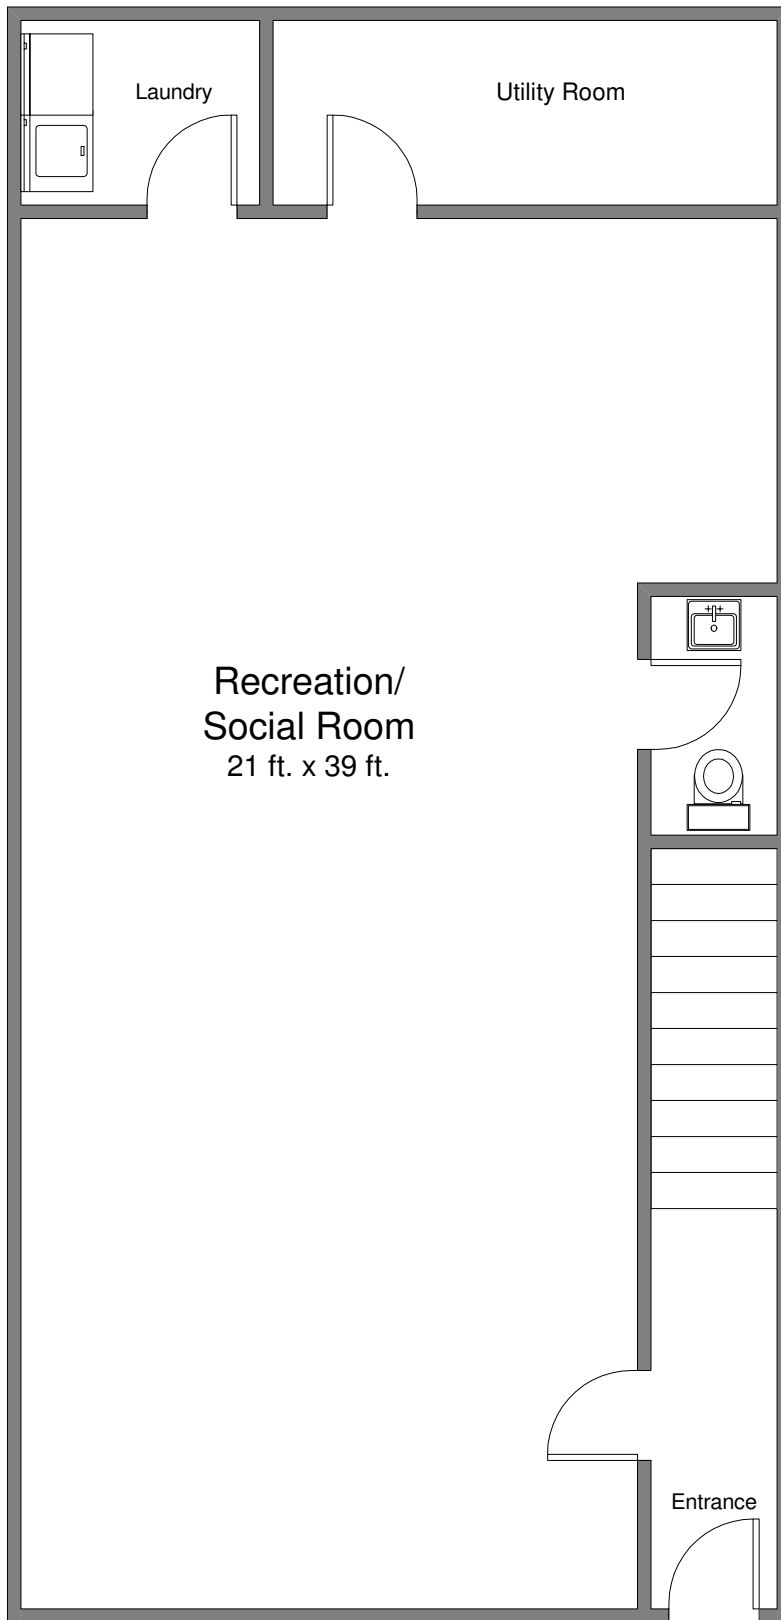 Laundry
Utility Room
Recreation/
Social Room
21 ft. x 39 ft.
Entrance